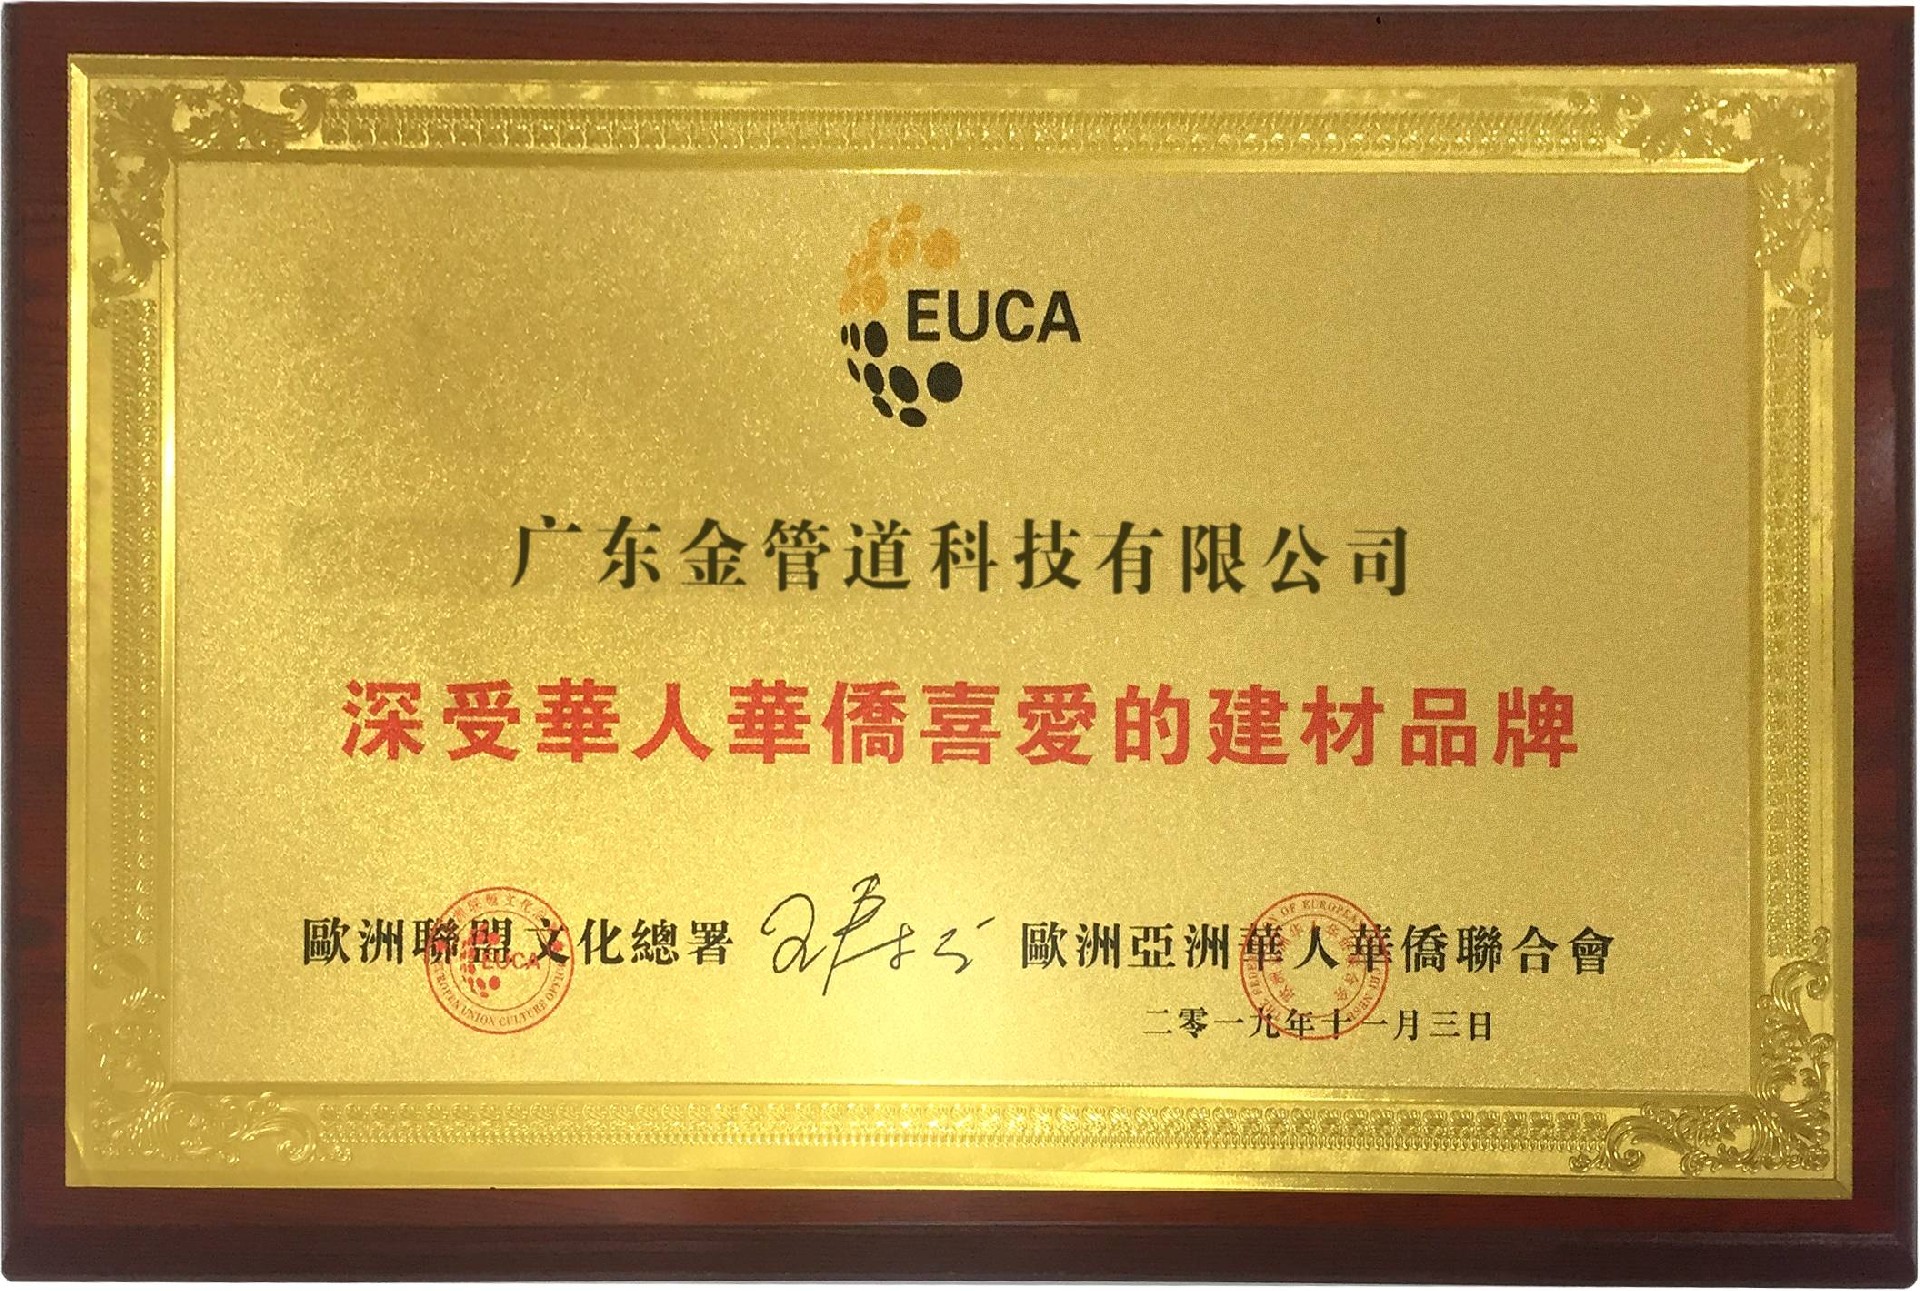 EUCA
广东金管道科技有限公司
深受華人華僑喜愛的建材品牌
歐洲聯盟文化總署 歐洲亞洲華人華僑聯合會
EUCA
二零一九年十一月三日